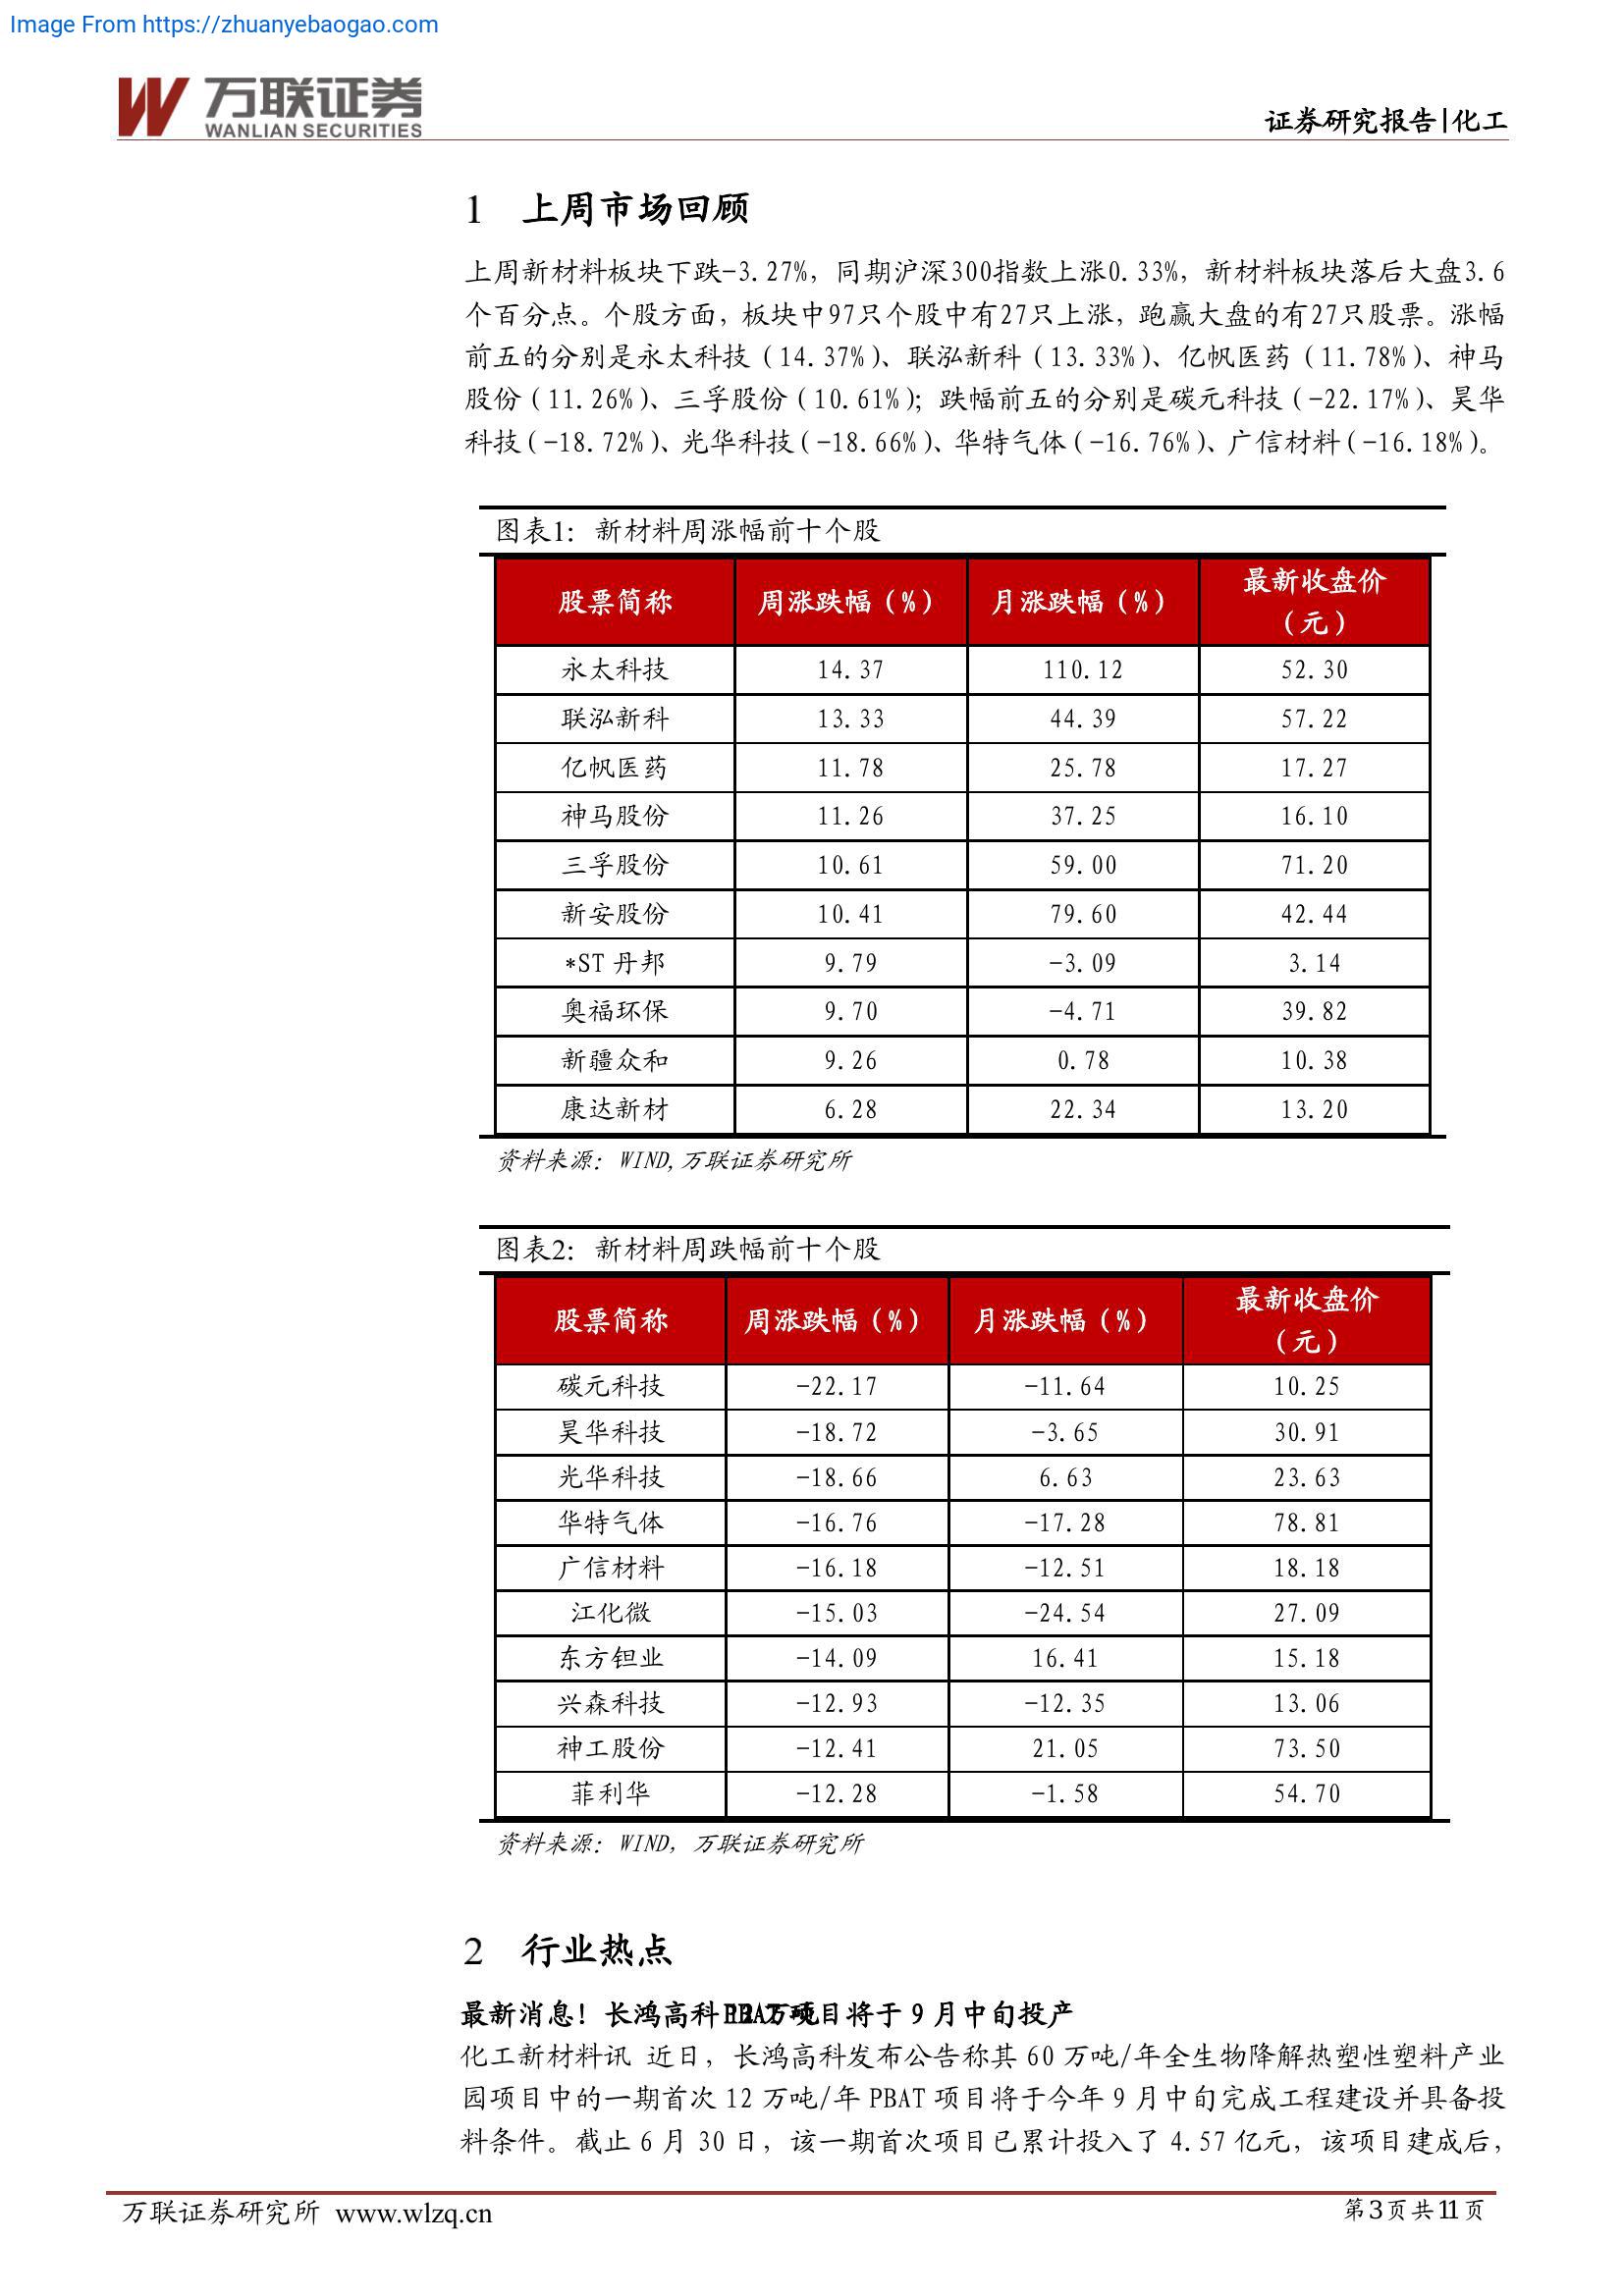 Image From https://zhuanyebaogao.com
万联证券
WANLIAN SECURITIES
证券研究报告|化工
1 上周市场回顾
上周新材料板块下跌-3.27%，同期沪深300指数上涨0.33%，新材料板块落后大盘3.6
个百分点。个股方面，板块中97只个股中有27只上涨，跑赢大盘的有27只股票。涨幅
前五的分别是永太科技（14.37%）、联泓新科（13.33%）、亿帆医药（11.78%）、神马
股份（11.26%）、三孚股份（10.61%）；跌幅前五的分别是碳元科技（-22.17%）、昊华
科技（-18.72%）、光华科技（-18.66%）、华特气体（-16.76%）、广信材料（-16.18%）。
图表1：新材料周涨幅前十个股
股票简称 周涨跌幅（%） 月涨跌幅（%） 最新收盘价
（元）
永太科技 14.37 110.12 52.30
联泓新科 13.33 44.39 57.22
亿帆医药 11.78 25.78 17.27
神马股份 11.26 37.25 16.10
三孚股份 10.61 59.00 71.20
新安股份 10.41 79.60 42.44
*ST 丹邦 9.79 -3.09 3.14
奥福环保 9.70 -4.71 39.82
新疆众和 9.26 0.78 10.38
康达新材 6.28 22.34 13.20
资料来源：WIND,万联证券研究所
图表2：新材料周跌幅前十个股
股票简称 周涨跌幅（%） 月涨跌幅（%） 最新收盘价
（元）
碳元科技 -22.17 -11.64 10.25
昊华科技 -18.72 -3.65 30.91
光华科技 -18.66 6.63 23.63
华特气体 -16.76 -17.28 78.81
广信材料 -16.18 -12.51 18.18
江化微 -15.03 -24.54 27.09
东方钽业 -14.09 16.41 15.18
兴森科技 -12.93 -12.35 13.06
神工股份 -12.41 21.05 73.50
菲利华 -12.28 -1.58 54.70
资料来源：WIND，万联证券研究所
2 行业热点
最新消息！长鸿高科 项目将于 9 月中旬投产
化工新材料讯 近日，长鸿高科发布公告称其 60 万吨/年全生物降解热塑性塑料产业
园项目中的一期首次 12 万吨/年 PBAT 项目将于今年 9 月中旬完成工程建设并具备投
料条件。截止 6 月 30 日，该一期首次项目已累计投入了 4.57 亿元，该项目建成后，
万联证券研究所 www.wlzq.cn
第3页共11页